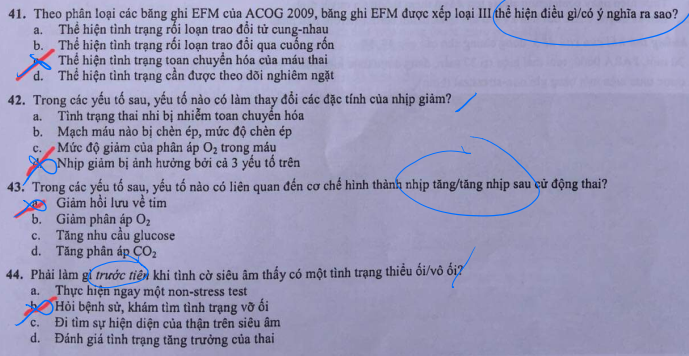 41. Theo phân loại các băng ghi EFM của ACOG 2009, băng ghi EFM được xếp loại III thể hiện điều gì/có ý nghĩa ra sao?
a. Thể hiện tình trạng rối loạn trao đổi tử cung-nhau
b. Thể hiện tình trạng rối loạn trao đổi qua cuống rốn
Thể hiện tình trạng toan chuyển hóa của máu thai
d. Thể hiện tình trạng cần được theo dõi nghiêm ngặt
42. Trong các yếu tố sau, yếu tố nào có làm thay đổi các đặc tính của nhịp giảm?
a. Tình trạng thai nhi bị nhiễm toan chuyển hóa
b. Mạch máu nào bị chèn ép, mức độ chèn ép
c. Mức độ giảm của phân áp O₂ trong máu
Nhịp giảm bị ảnh hưởng bởi cả 3 yếu tố trên
43. Trong các yếu tố sau, yếu tố nào có liên quan đến cơ chế hình thành nhịp tăng/tăng nhịp sau cử động thai?
Giảm hồi lưu về tim
b. Giảm phân áp O₂
c. Tăng nhu cầu glucose
d. Tăng phân áp CO₂
44. Phải làm gì trước tiên khi tình cờ siêu âm thấy có một tình trạng thiểu ối/vô ối?
a. Thực hiện ngay một non-stress test
b. Hỏi bệnh sử, khám tìm tình trạng vỡ ối
c. Đi tìm sự hiện diện của thận trên siêu âm
d. Đánh giá tình trạng tăng trưởng của thai